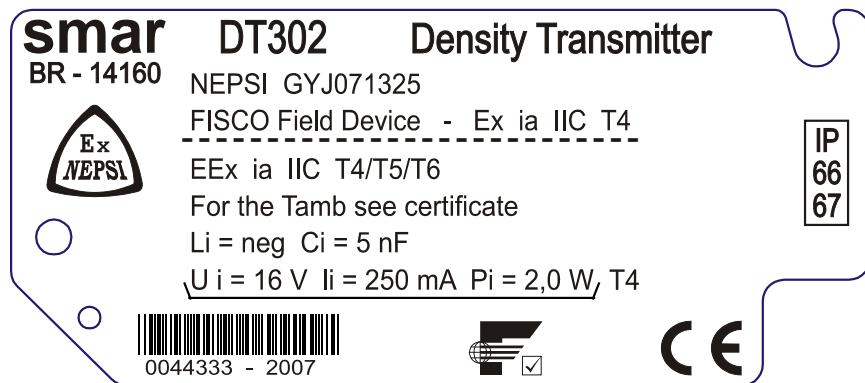 smar DT302 Density Transmitter
BR - 14160
NEPSI GYJ071325
FISCO Field Device - Ex ia IIC T4
Ex
NEPSI
EEx ia IIC T4/T5/T6
For the Tamb see certificate
Li = neg Ci = 5 nF
U i = 16 V Ii = 250 mA Pi = 2,0 W, T4
IP
66
67
0044333 - 2007
CE